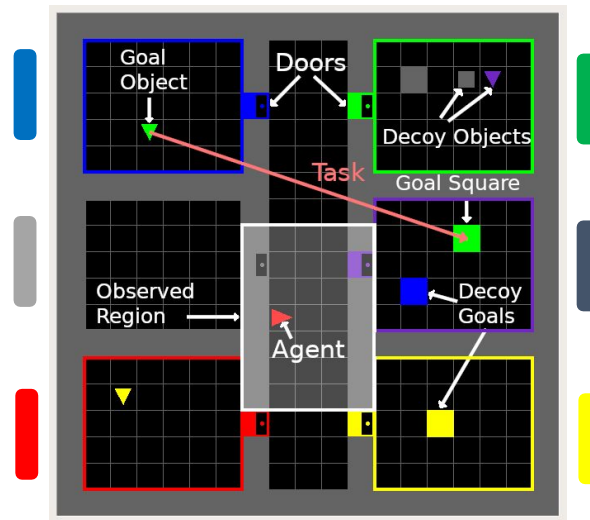 Goal
Object
Doors
Decoy Objects
Task
Goal Square
Observed
Region
Agent
Decoy
Goals